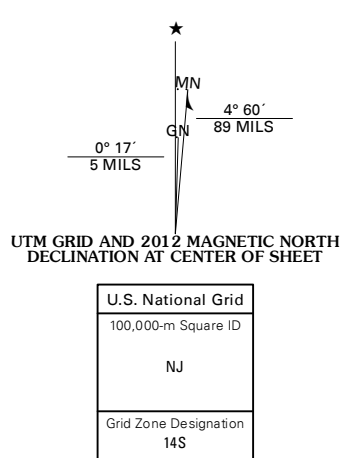 ★
MN
GN
4° 60´
89 MILS
0° 17´
5 MILS
UTM GRID AND 2012 MAGNETIC NORTH
DECLINATION AT CENTER OF SHEET
U.S. National Grid
100,000-m Square ID
NJ
Grid Zone Designation
14S